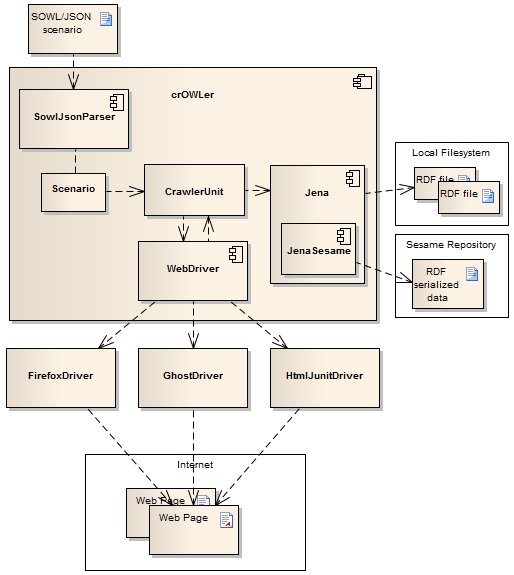 SOWL/JSON
scenario
crOWLer
SowlJsonParser
Scenario
CrawlerUnit
Jena
Local Filesystem
RDF file
RDF file
JenaSesame
Sesame Repository
RDF
serialized
data
WebDriver
FirefoxDriver
GhostDriver
HtmlJunitDriver
Internet
Web Page
Web Page